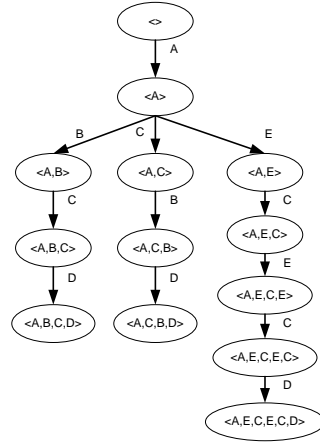 <>
A
<A>
B
C
E
<A,B>
<A,C>
<A,E>
C
B
C
<A,B,C>
<A,C,B>
<A,E,C>
D
D
E
<A,B,C,D>
<A,C,B,D>
<A,E,C,E>
C
<A,E,C,E,C>
D
<A,E,C,E,C,D>